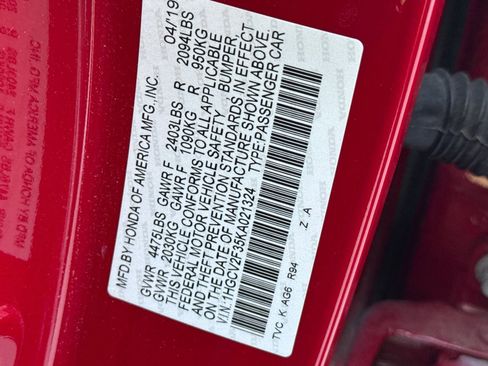 MFD.BY HONDA OF AMERICA MFG.,INC. 04/19
GVWR 4475LBS GAWR F 2403LBS R 2094LBS
GVWR 2030KG GAWR F 1090KG R 950KG
THIS VEHICLE CONFORMS TO ALL APPLICABLE
FEDERAL MOTOR VEHICLE SAFETY, BUMPER,
AND THEFT PREVENTION STANDARDS IN EFFECT
ON THE DATE OF MANUFACTURE SHOWN ABOVE.
V.I.N.:1HGCV2F35KA021324 TYPE:PASSENGER CAR
Z A
TVC K AG6 R94